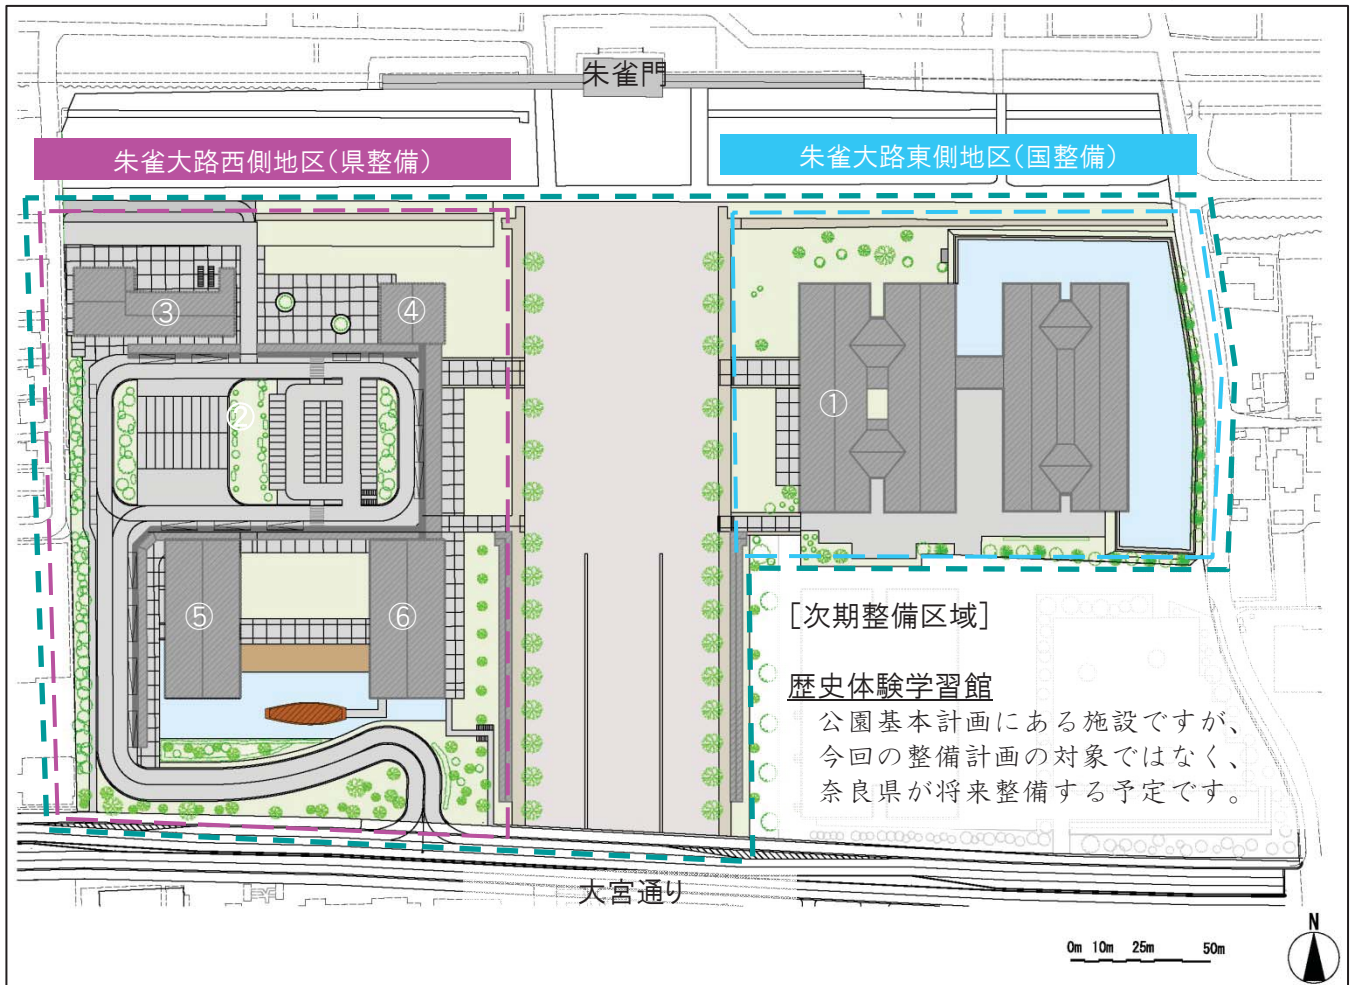 朱雀門
朱雀大路西側地区(県整備)
朱雀大路東側地区(国整備)
③
④
②
①
⑤
⑥
[次期整備区域]
歴史体験学習館
公園基本計画にある施設ですが、
今回の整備計画の対象ではなく、
奈良県が将来整備する予定です。
大宮通り
N
0m 10m 25m 50m